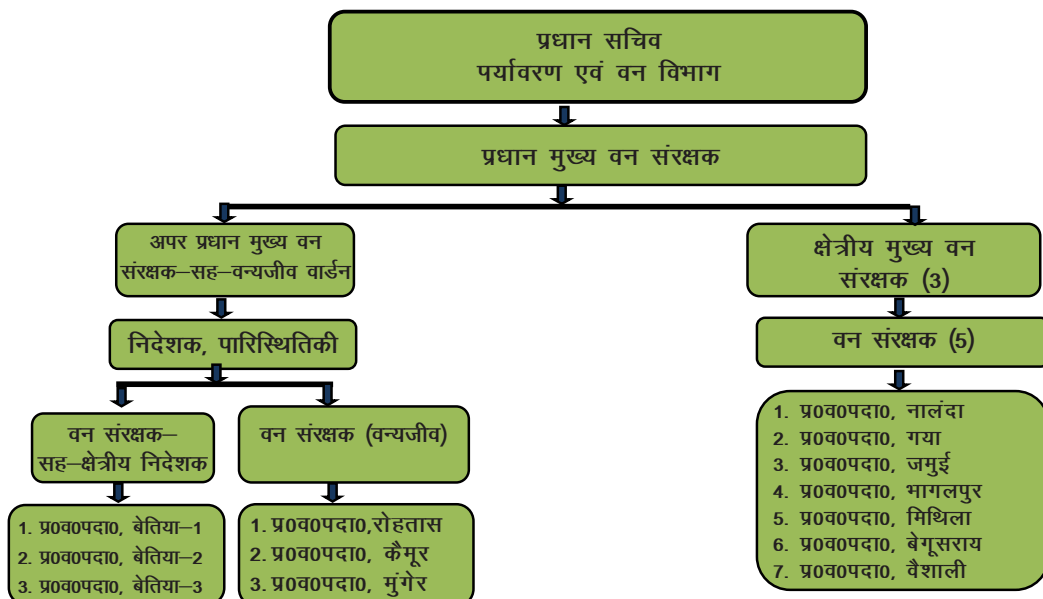 प्रधान सचिव
पर्यावरण एवं वन विभाग
प्रधान मुख्य वन संरक्षक
अपर प्रधान मुख्य वन
संरक्षक–सह–वन्यजीव वार्डन
क्षेत्रीय मुख्य वन
संरक्षक (3)
निदेशक, पारिस्थितिकी
वन संरक्षक (5)
वन संरक्षक–
सह–क्षेत्रीय निदेशक
वन संरक्षक (वन्यजीव)
1. प्र0व0पदा0, बेतिया–1
2. प्र0व0पदा0, बेतिया–2
3. प्र0व0पदा0, बेतिया–3
1. प्र0व0पदा0,रोहतास
2. प्र0व0पदा0, कैमूर
3. प्र0व0पदा0, मुंगेर
1. प्र0व0पदा0, नालंदा
2. प्र0व0पदा0, गया
3. प्र0व0पदा0, जमुई
4. प्र0व0पदा0, भागलपुर
5. प्र0व0पदा0, मिथिला
6. प्र0व0पदा0, बेगूसराय
7. प्र0व0पदा0, वैशाली